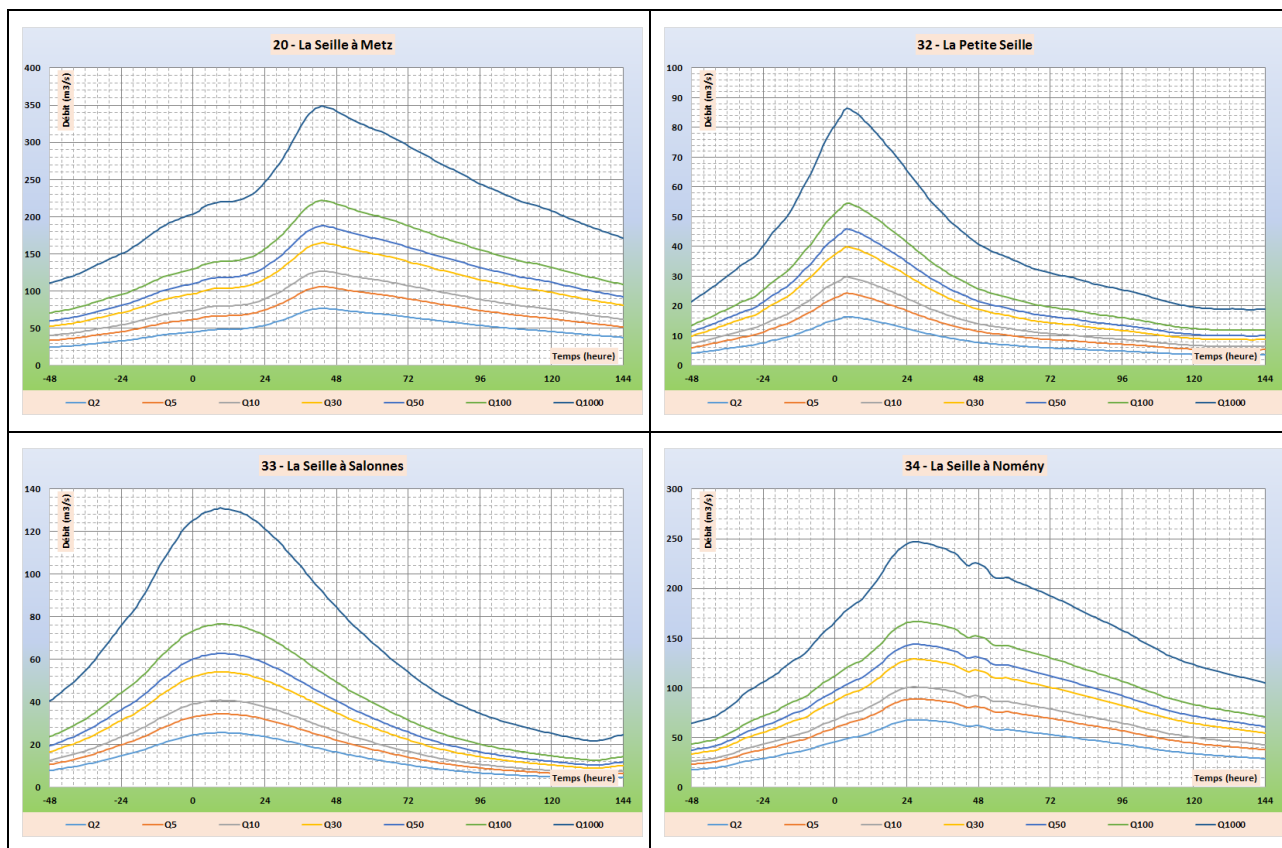 20 - La Seille à Metz
Débit (m3/s)
400
350
300
250
200
150
100
50
0
Temps (heure)
-48 -24 0 24 48 72 96 120 144
Q2 Q5 Q10 Q30 Q50 Q100 Q1000
32 - La Petite Seille
Débit (m3/s)
100
90
80
70
60
50
40
30
20
10
0
Temps (heure)
-48 -24 0 24 48 72 96 120 144
Q2 Q5 Q10 Q30 Q50 Q100 Q1000
33 - La Seille à Salonnes
Débit (m3/s)
140
120
100
80
60
40
20
0
Temps (heure)
-48 -24 0 24 48 72 96 120 144
Q2 Q5 Q10 Q30 Q50 Q100 Q1000
34 - La Seille à Nomény
Débit (m3/s)
300
250
200
150
100
50
0
Temps (heure)
-48 -24 0 24 48 72 96 120 144
Q2 Q5 Q10 Q30 Q50 Q100 Q1000